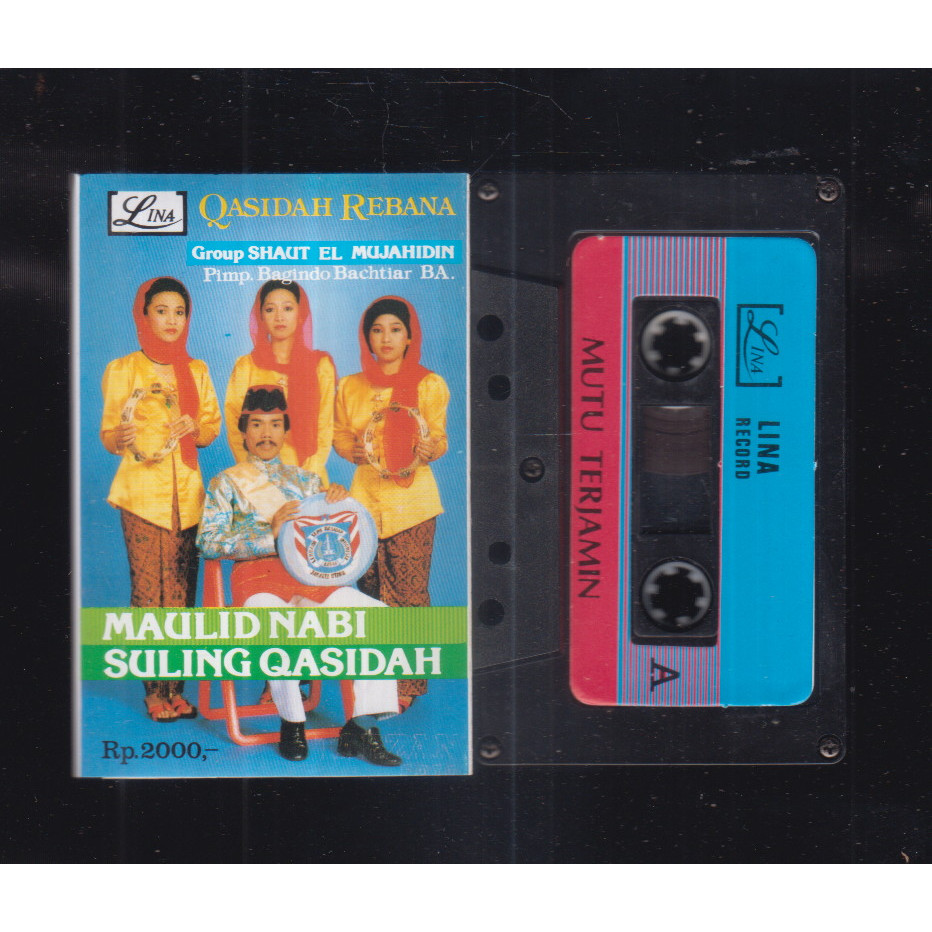 LINA
QASIDAH REBANA
Group SHAUT EL MUJAHIDIN
Pimp. Bagindo Bachtiar BA.
MAULID NABI
SULING QASIDAH
Rp.2000,-
MUTU TERJAMIN
A
LINA
LINA
RECORD